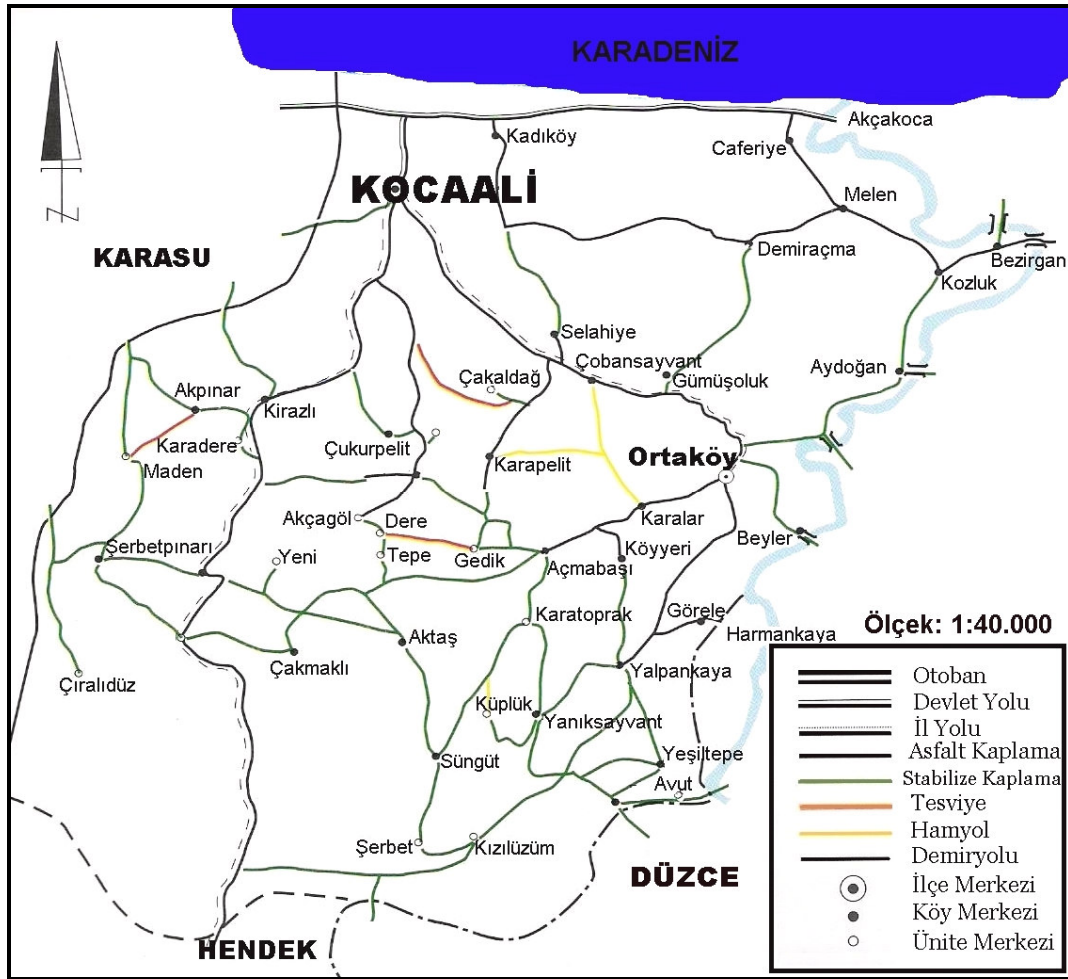 KARADENİZ
Akçakoca
Kadıköy
Caferiye
KOCAALİ
Melen
N
KARASU
Demiraçma
Bezirgan
Kozluk
Selahiye
Çobansayvant
Gümüşoluk
Aydoğan
Akpınar
Çakaldağ
Kirazlı
Karadere
Çukurpelit
Maden
Karapelit
Ortaköy
Akçagöl
Dere
Karalar
Beyler
Şerbetpınarı
Yeni
Tepe
Gedik
Açmabaşı
Köyyeri
Karatoprak
Görele
Harmankaya
Aktaş
Çakmaklı
Yalpankaya
Çıralıdüz
Küplük
Yanıksayvant
Süngüt
Yeşiltepe
Avut
Şerbet
Kızılüzüm
DÜZCE
HENDEK
Ölçek: 1:40.000
Otoban
Devlet Yolu
İl Yolu
Asfalt Kaplama
Stabilize Kaplama
Tesviye
Hamyol
Demiryolu
İlçe Merkezi
Köy Merkezi
Ünite Merkezi